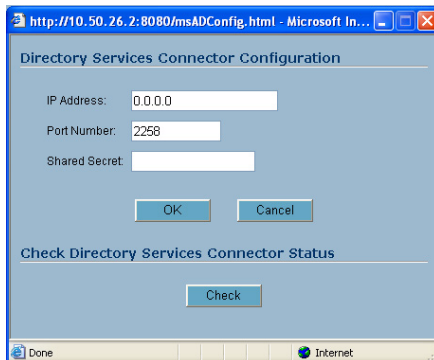 http://10.50.26.2:8080/msADConfig.html - Microsoft In...
Directory Services Connector Configuration
IP Address: 0.0.0.0
Port Number: 2258
Shared Secret:
OK Cancel
Check Directory Services Connector Status
Check
Done Internet